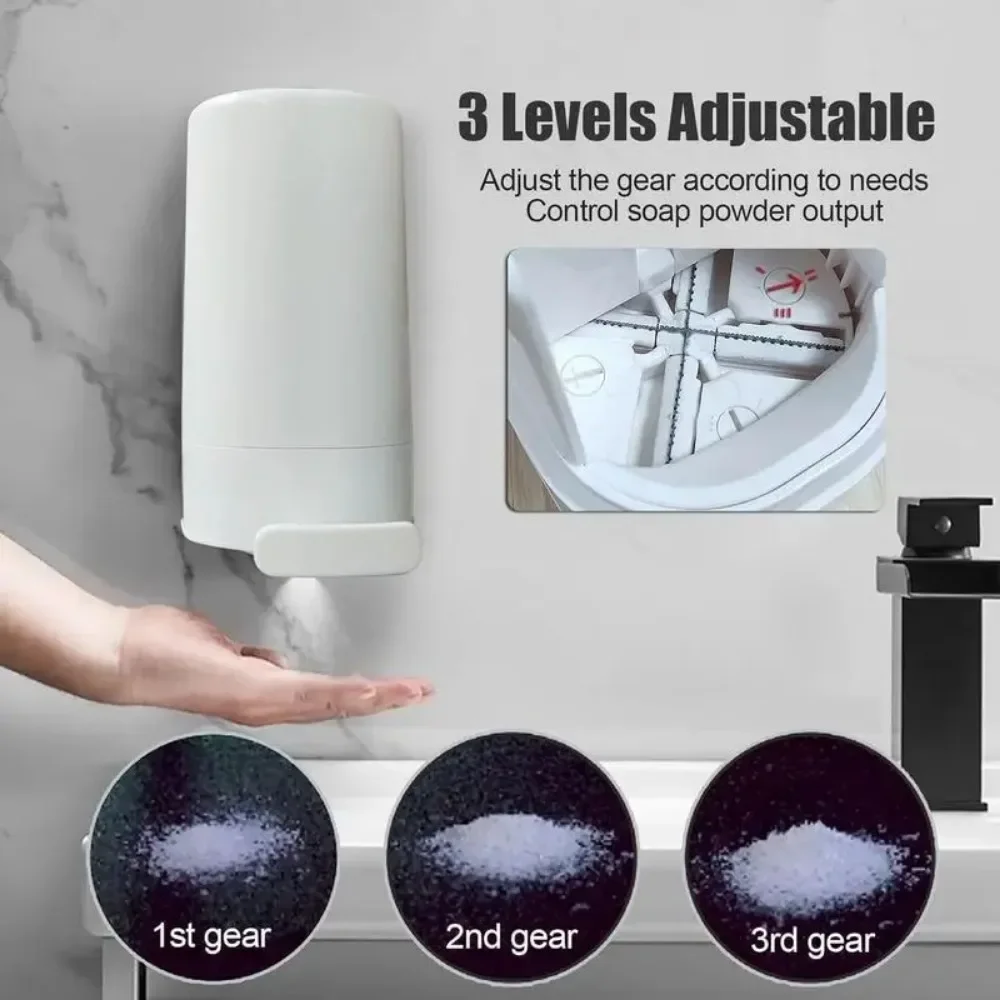 3 Levels Adjustable
Adjust the gear according to needs
Control soap powder output
1st gear
2nd gear
3rd gear